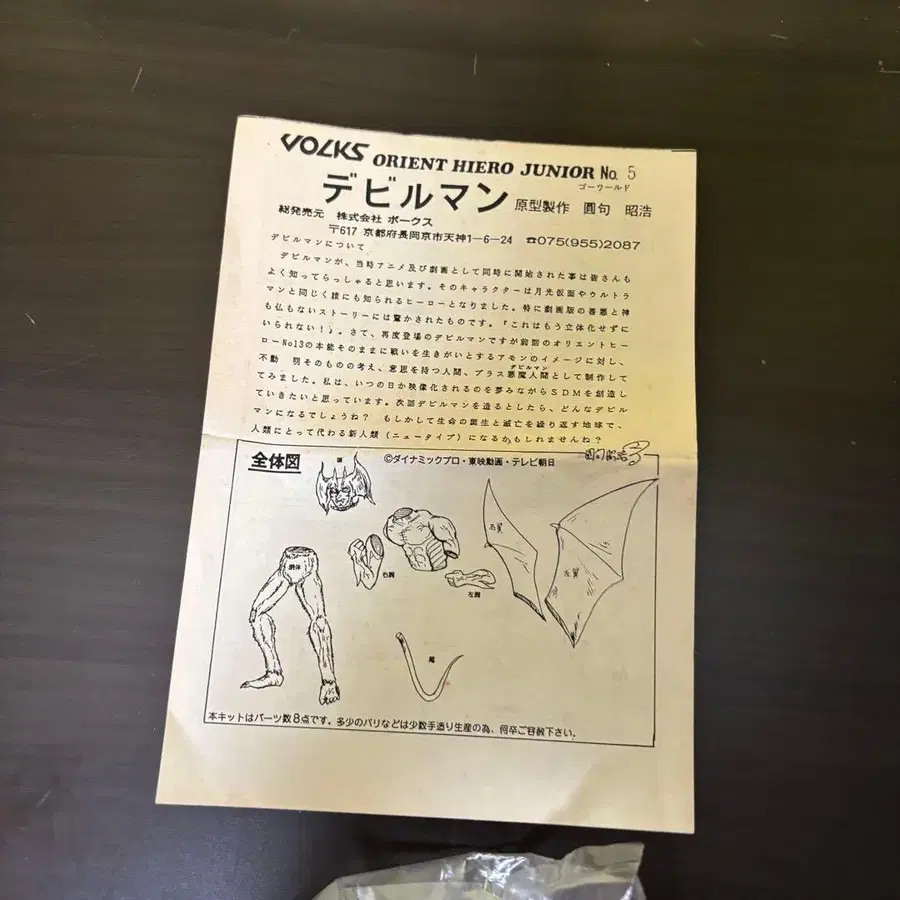 VOLKS ORIENT HIERO JUNIOR No. 5
ゴーワールド
デビルマン 原型製作 圓句 昭浩
総発売元 株式会社 ボークス
〒617 京都府長岡京市天神1-6-24 ☎075(955)2087
デビルマンについて
デビルマンが、当時アニメ及び劇画として同時に開始された事は皆さんも
よく知ってらっしゃると思います。そのキャラクターは月光仮面やウルトラ
マンと同じく誰にも知られるヒーローとなりました。特に劇画版の善悪と神
も仏もないストーリーには驚かされたものです。『これはもう立体化せずに
いられない!』。さて、再度登場のデビルマンですが前回のオリエントヒー
ローNo13の本能そのままに戦いを生きがいとするアモンのイメージに対し、
デビルマン
不動 明そのものの考え、意思を持つ人間、プラス悪魔人間として制作して
てみました。私は、いつの日か映像化されるのを夢みながらSDMを創造し
ていきたいと思っています。次回デビルマンを造るとしたら、どんなデビル
マンになるでしょうね? もしかして生命の誕生と滅亡を繰り返す地球で、
人類にとって代わる新人類(ニュータイプ)になるかもしれませんね?
全体図
©ダイナミックプロ・東映動画・テレビ朝日
頭
右翼
左翼
胴体
右腕
左腕
尾
本キットはパーツ数8点です。多少のバリなどは少数手造り生産の為、何卒ご容赦下さい。